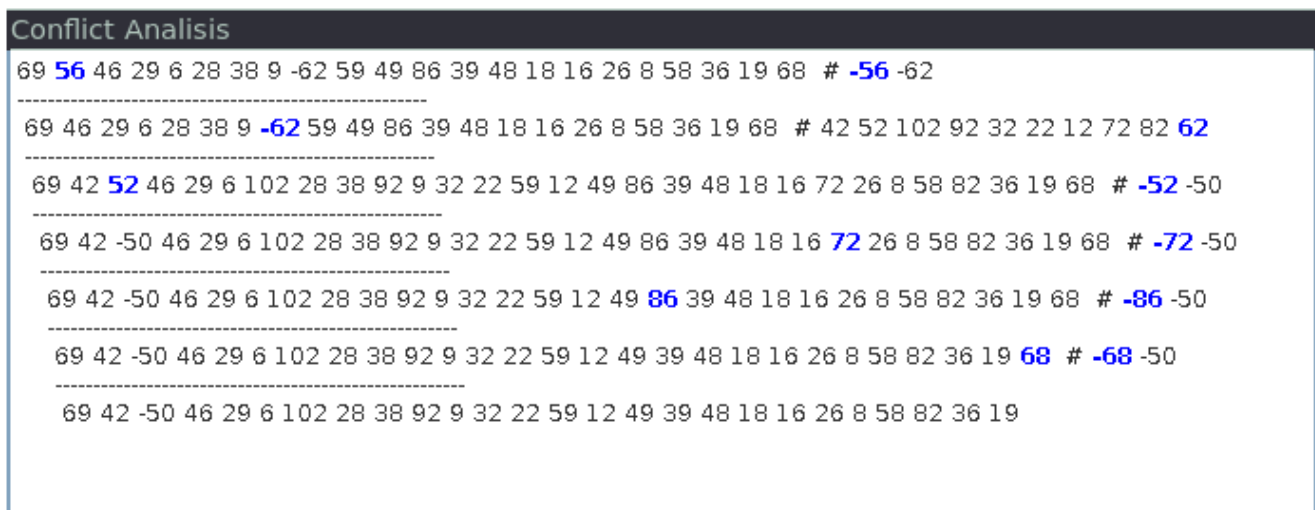 Conflict Analisis
69 56 46 29 6 28 38 9 -62 59 49 86 39 48 18 16 26 8 58 36 19 68 # -56 -62
------------------------------------------------------
69 46 29 6 28 38 9 -62 59 49 86 39 48 18 16 26 8 58 36 19 68 # 42 52 102 92 32 22 12 72 82 62
------------------------------------------------------
69 42 52 46 29 6 102 28 38 92 9 32 22 59 12 49 86 39 48 18 16 72 26 8 58 82 36 19 68 # -52 -50
------------------------------------------------------
69 42 -50 46 29 6 102 28 38 92 9 32 22 59 12 49 86 39 48 18 16 72 26 8 58 82 36 19 68 # -72 -50
------------------------------------------------------
69 42 -50 46 29 6 102 28 38 92 9 32 22 59 12 49 86 39 48 18 16 26 8 58 82 36 19 68 # -86 -50
------------------------------------------------------
69 42 -50 46 29 6 102 28 38 92 9 32 22 59 12 49 39 48 18 16 26 8 58 82 36 19 68 # -68 -50
------------------------------------------------------
69 42 -50 46 29 6 102 28 38 92 9 32 22 59 12 49 39 48 18 16 26 8 58 82 36 19